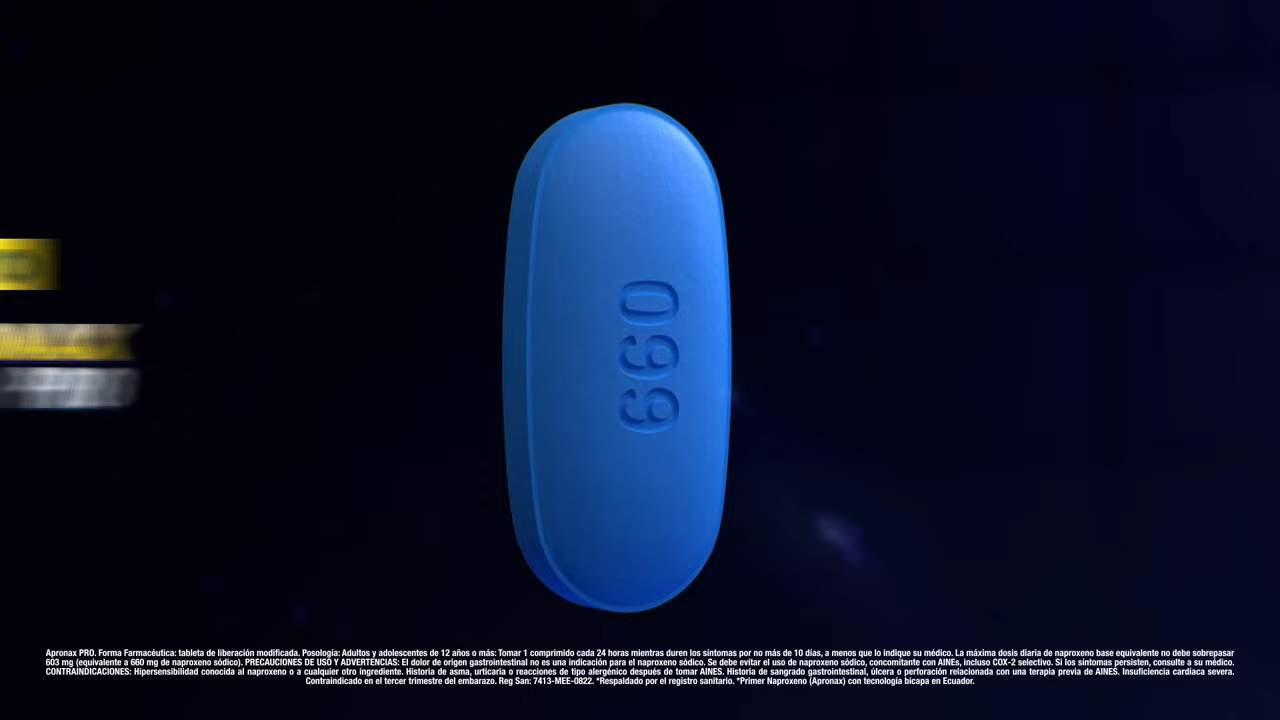 660
Apronax PRO. Forma Farmacéutica: tableta de liberación modificada. Posología: Adultos y adolescentes de 12 años o más: Tomar 1 comprimido cada 24 horas mientras duren los síntomas por no más de 10 días, a menos que lo indique su médico. La máxima dosis diaria de naproxeno base equivalente no debe sobrepasar
603 mg (equivalente a 660 mg de naproxeno sódico). PRECAUCIONES DE USO Y ADVERTENCIAS: El dolor de origen gastrointestinal no es una indicación para el naproxeno sódico. Se debe evitar el uso de naproxeno sódico, concomitante con AINEs, incluso COX-2 selectivo. Si los síntomas persisten, consulte a su médico.
CONTRAINDICACIONES: Hipersensibilidad conocida al naproxeno o a cualquier otro ingrediente. Historia de asma, urticaria o reacciones de tipo alergénico después de tomar AINES. Historia de sangrado gastrointestinal, úlcera o perforación relacionada con una terapia previa de AINES. Insuficiencia cardíaca severa.
Contraindicado en el tercer trimestre del embarazo. Reg San: 7413-MEE-0822. *Respaldado por el registro sanitario. *Primer Naproxeno (Apronax) con tecnología bicapa en Ecuador.